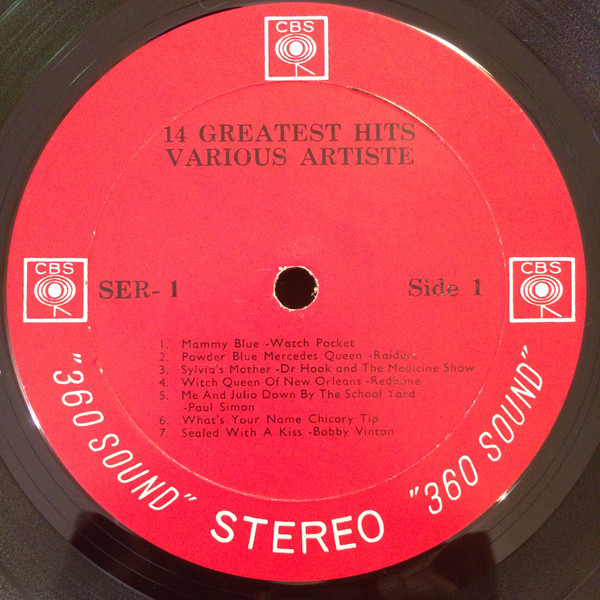 CBS
14 GREATEST HITS
VARIOUS ARTISTE
CBS
CBS
SER- 1
Side 1
1. Mammy Blue -Watch Pocket
2. Powder Blue Mercedes Queen -Raiders
3. Sylvia's Mother -Dr Hook and The Medicine Show
4. Witch Queen Of New Orleans -Redbone
5. Me And Julio Down By The School Yard
-Paul Simon
6. What's Your Name Chicory Tip
7. Sealed With A Kiss -Bobby Vinton
"360 SOUND"
STEREO
"360 SOUND"